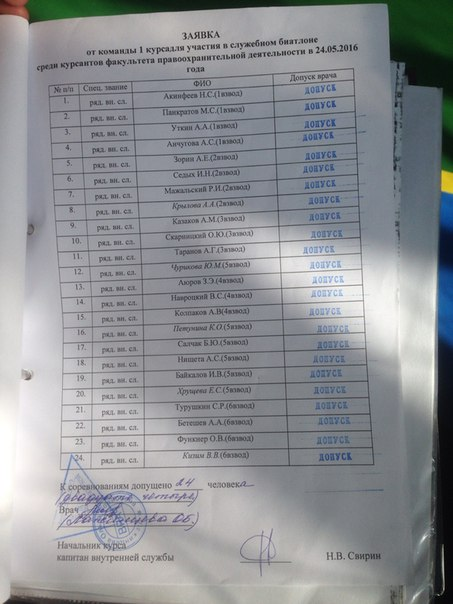 ЗАЯВКА
от команды 1 курсадля участия в служебном биатлоне
среди курсантов факультета правоохранительной деятельности в 24.05.2016
года
№ п/п Спец. звание ФИО Допуск врача
1. ряд. вн. сл. Акинфеев Н.С.(1взвод) ДОПУСК
2. ряд. вн. сл. Панкратов М.С.(1взвод) ДОПУСК
3. ряд. вн. сл. Уткин А.А.(1взвод) ДОПУСК
4. ряд. вн. сл. Анчугова А.С.(1взвод) ДОПУСК
5. ряд. вн. сл. Зорин А.Е.(2взвод) ДОПУСК
6. ряд. вн. сл. Седых И.Н.(2взвод) ДОПУСК
7. ряд. вн. сл. Мажальский Р.И.(2взвод) ДОПУСК
8. ряд. вн. сл. Крылова А.А.(2взвод) ДОПУСК
9. ряд. вн. сл. Казаков А.М.(3взвод) ДОПУСК
10. ряд. вн. сл. Скарницкий О.Ю.(3взвод) ДОПУСК
11. ряд. вн. сл. Таранов А.Г.(3взвод) ДОПУСК
12. ряд. вн. сл. Чурикова Ю.М.(5взвод) ДОПУСК
13. ряд. вн. сл. Аюров З.Э.(4взвод) ДОПУСК
14. ряд. вн. сл. Навроцкий В.С.(4взвод) ДОПУСК
15. ряд. вн. сл. Колпаков А.В(4взвод) ДОПУСК
16. ряд. вн. сл. Петунина К.О.(5взвод) ДОПУСК
17. ряд. вн. сл. Салчак Б.Ю.(5взвод) ДОПУСК
18. ряд. вн. сл. Нищета А.С.(5взвод) ДОПУСК
19. ряд. вн. сл. Байкалов И.В.(5взвод) ДОПУСК
20. ряд. вн. сл. Хрущева Е.С.(5взвод) ДОПУСК
21. ряд. вн. сл. Турушкин С.Р.(6взвод) ДОПУСК
22. ряд. вн. сл. Бетешев А.А.(6взвод) ДОПУСК
23. ряд. вн. сл. Функнер О.В.(6взвод) ДОПУСК
24. ряд. вн. сл. Кизим В.В.(6взвод) ДОПУСК
К соревнованиям допущено 24 человека
(двадцать четыре)
Врач
Начальник курса
капитан внутренней службы Н.В. Свирин